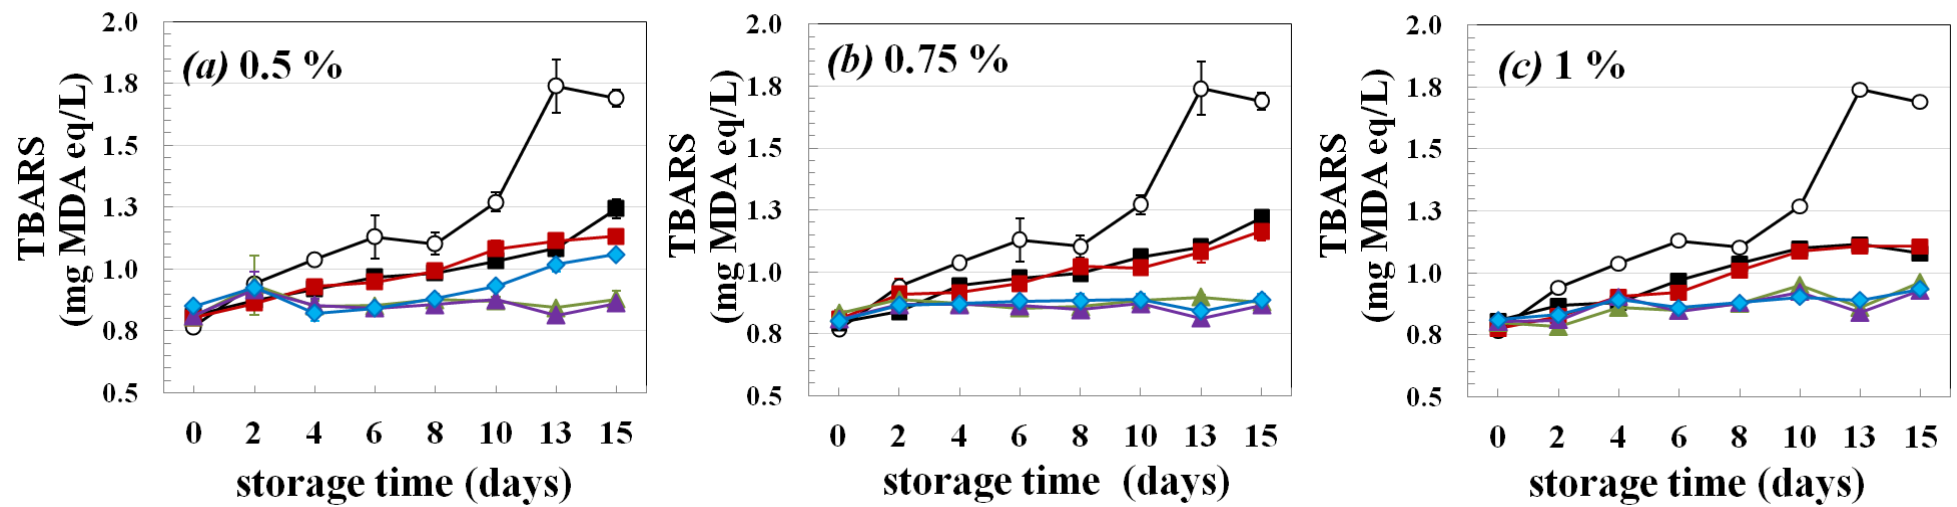 (a) 0.5 %
TBARS
(mg MDA eq/L)
2.0
1.8
1.5
1.3
1.0
0.8
0.5
0 2 4 6 8 10 13 15
storage time (days)
(b) 0.75 %
TBARS
(mg MDA eq/L)
2.0
1.8
1.5
1.3
1.0
0.8
0.5
0 2 4 6 8 10 13 15
storage time (days)
(c) 1 %
TBARS
(mg MDA eq/L)
2.0
1.8
1.5
1.3
1.0
0.8
0.5
0 2 4 6 8 10 13 15
storage time (days)